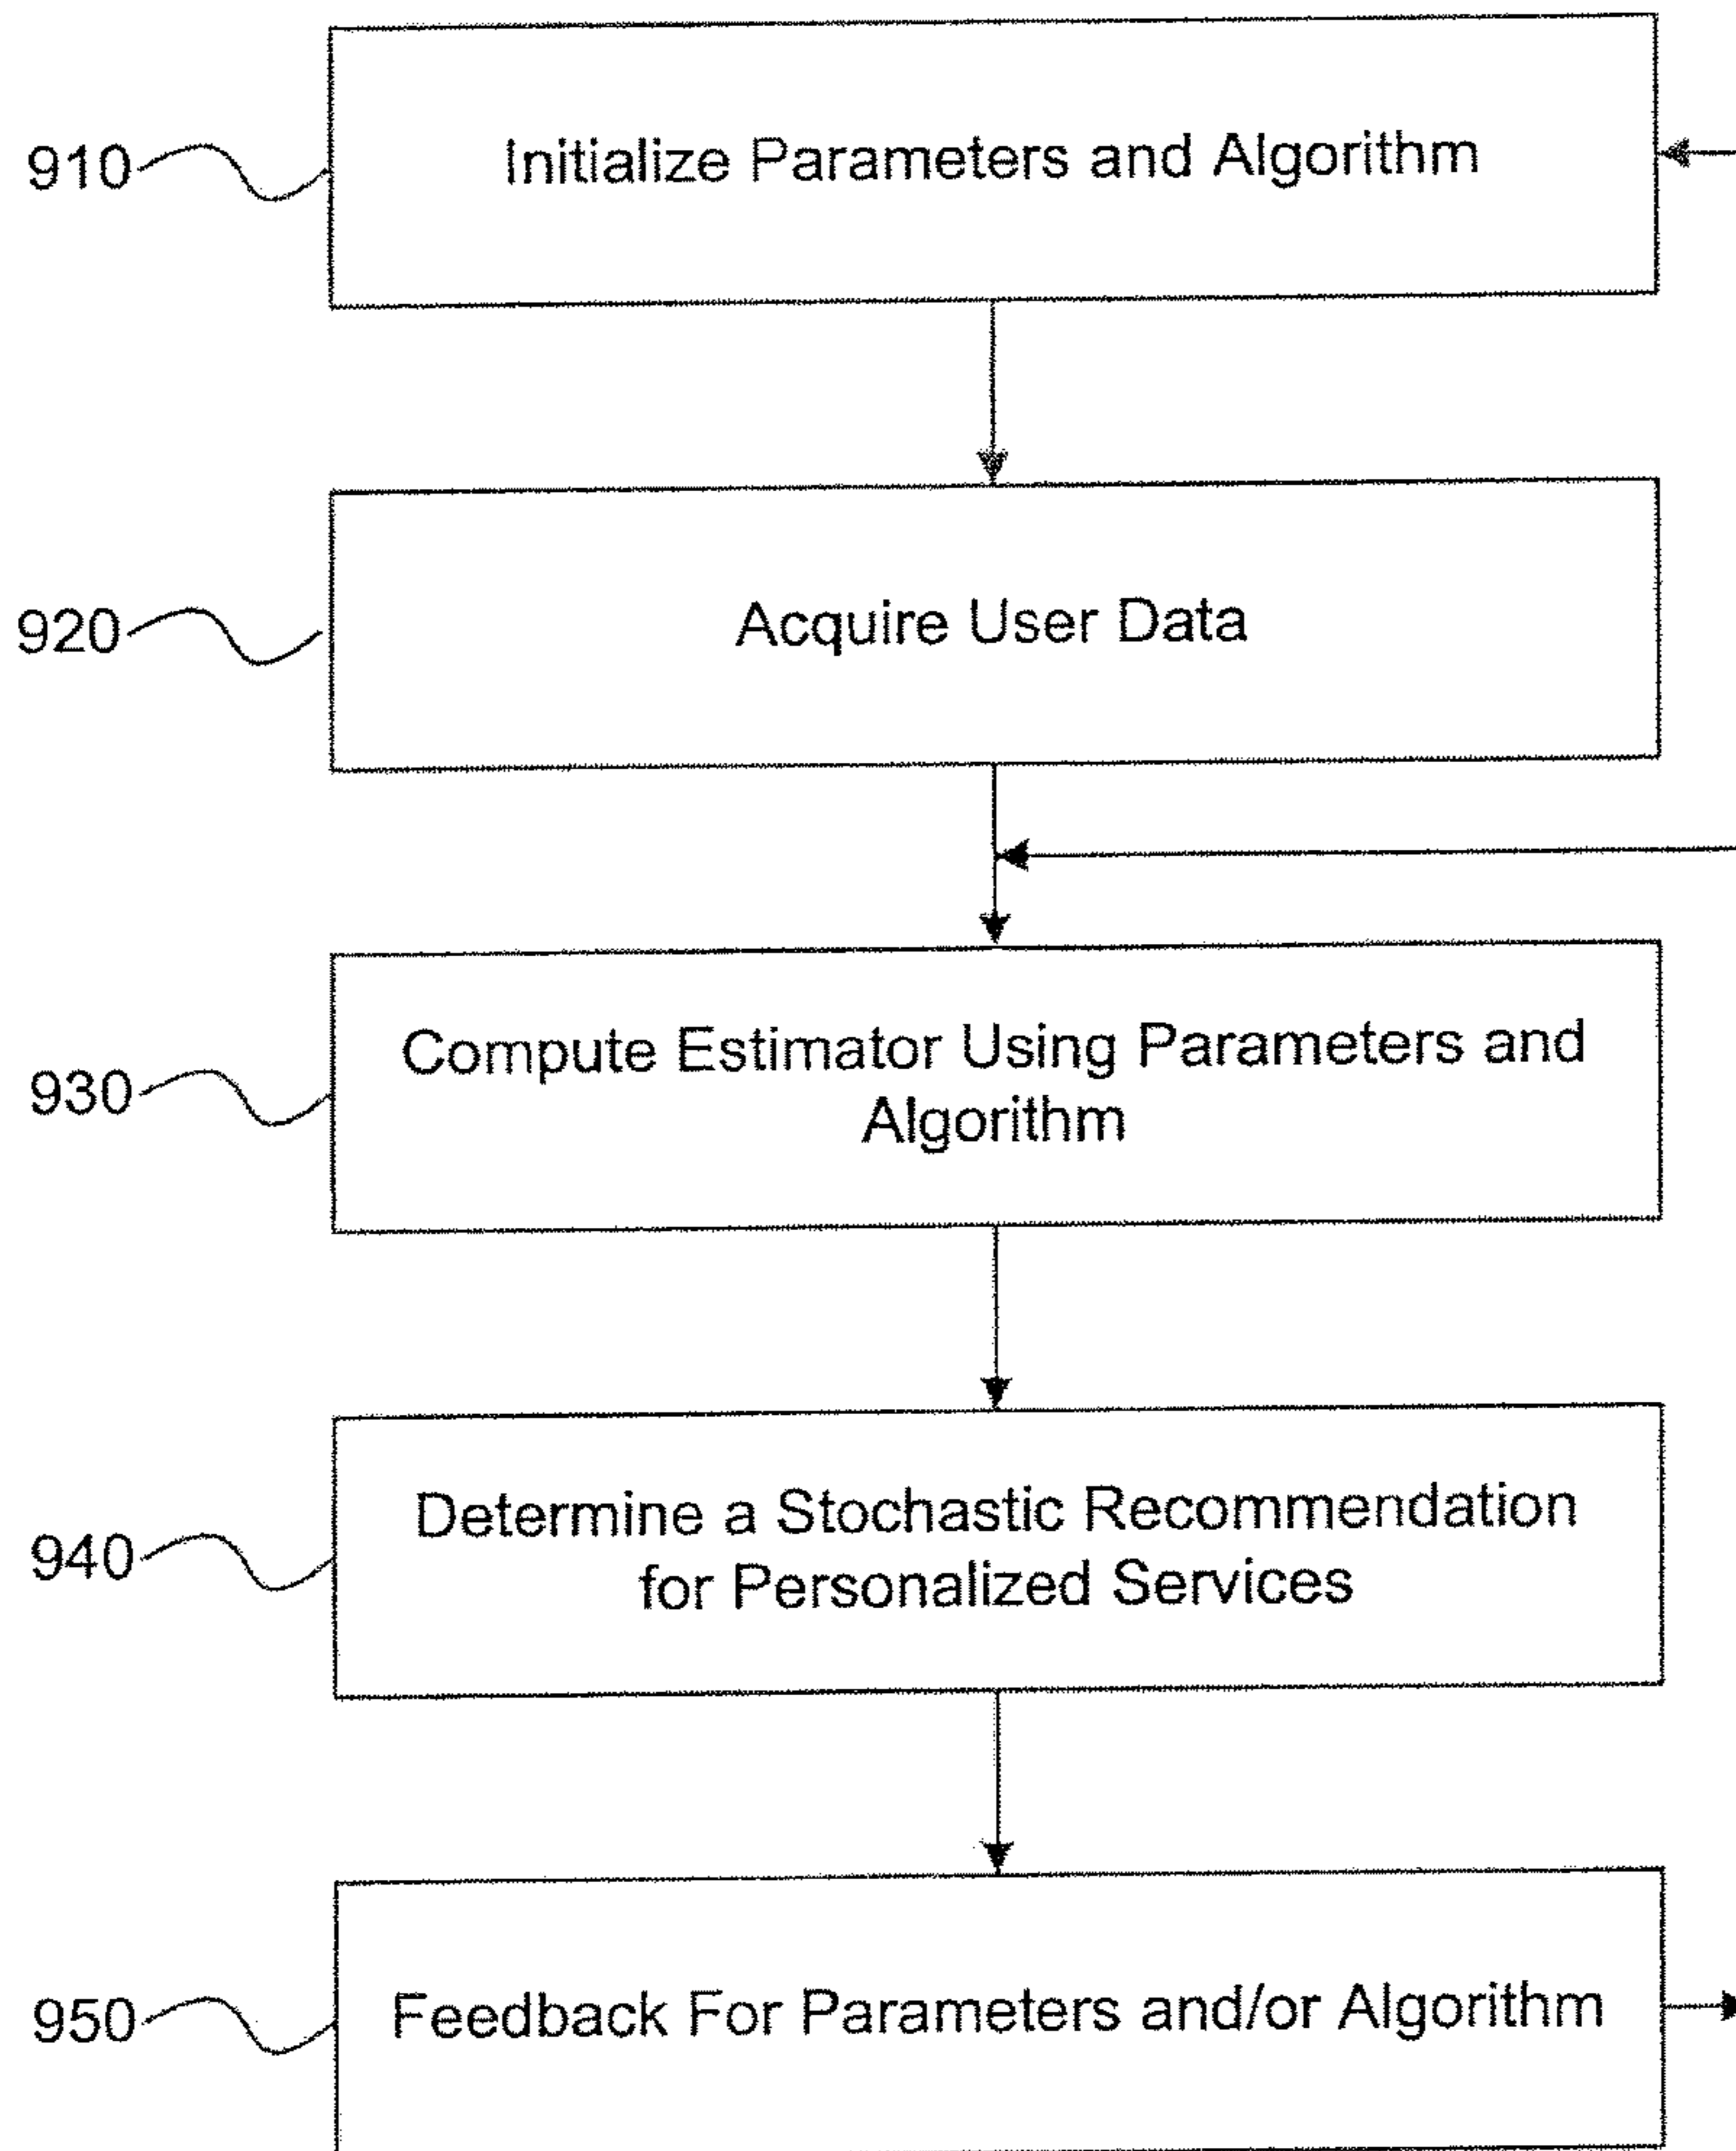 910
Initialize Parameters and Algorithm
920
Acquire User Data
930
Compute Estimator Using Parameters and
Algorithm
940
Determine a Stochastic Recommendation
for Personalized Services
950
Feedback For Parameters and/or Algorithm